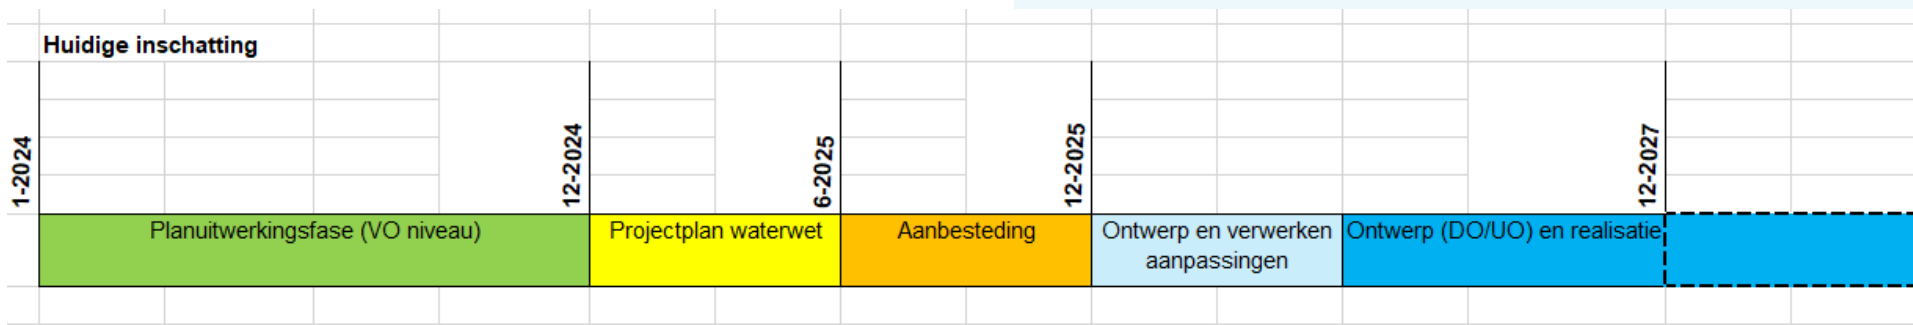 Huidige inschatting
1-2024
12-2024
6-2025
12-2025
12-2027
Planuitwerkingsfase (VO niveau)
Projectplan waterwet
Aanbesteding
Ontwerp en verwerken
aanpassingen
Ontwerp (DO/UO) en realisatie